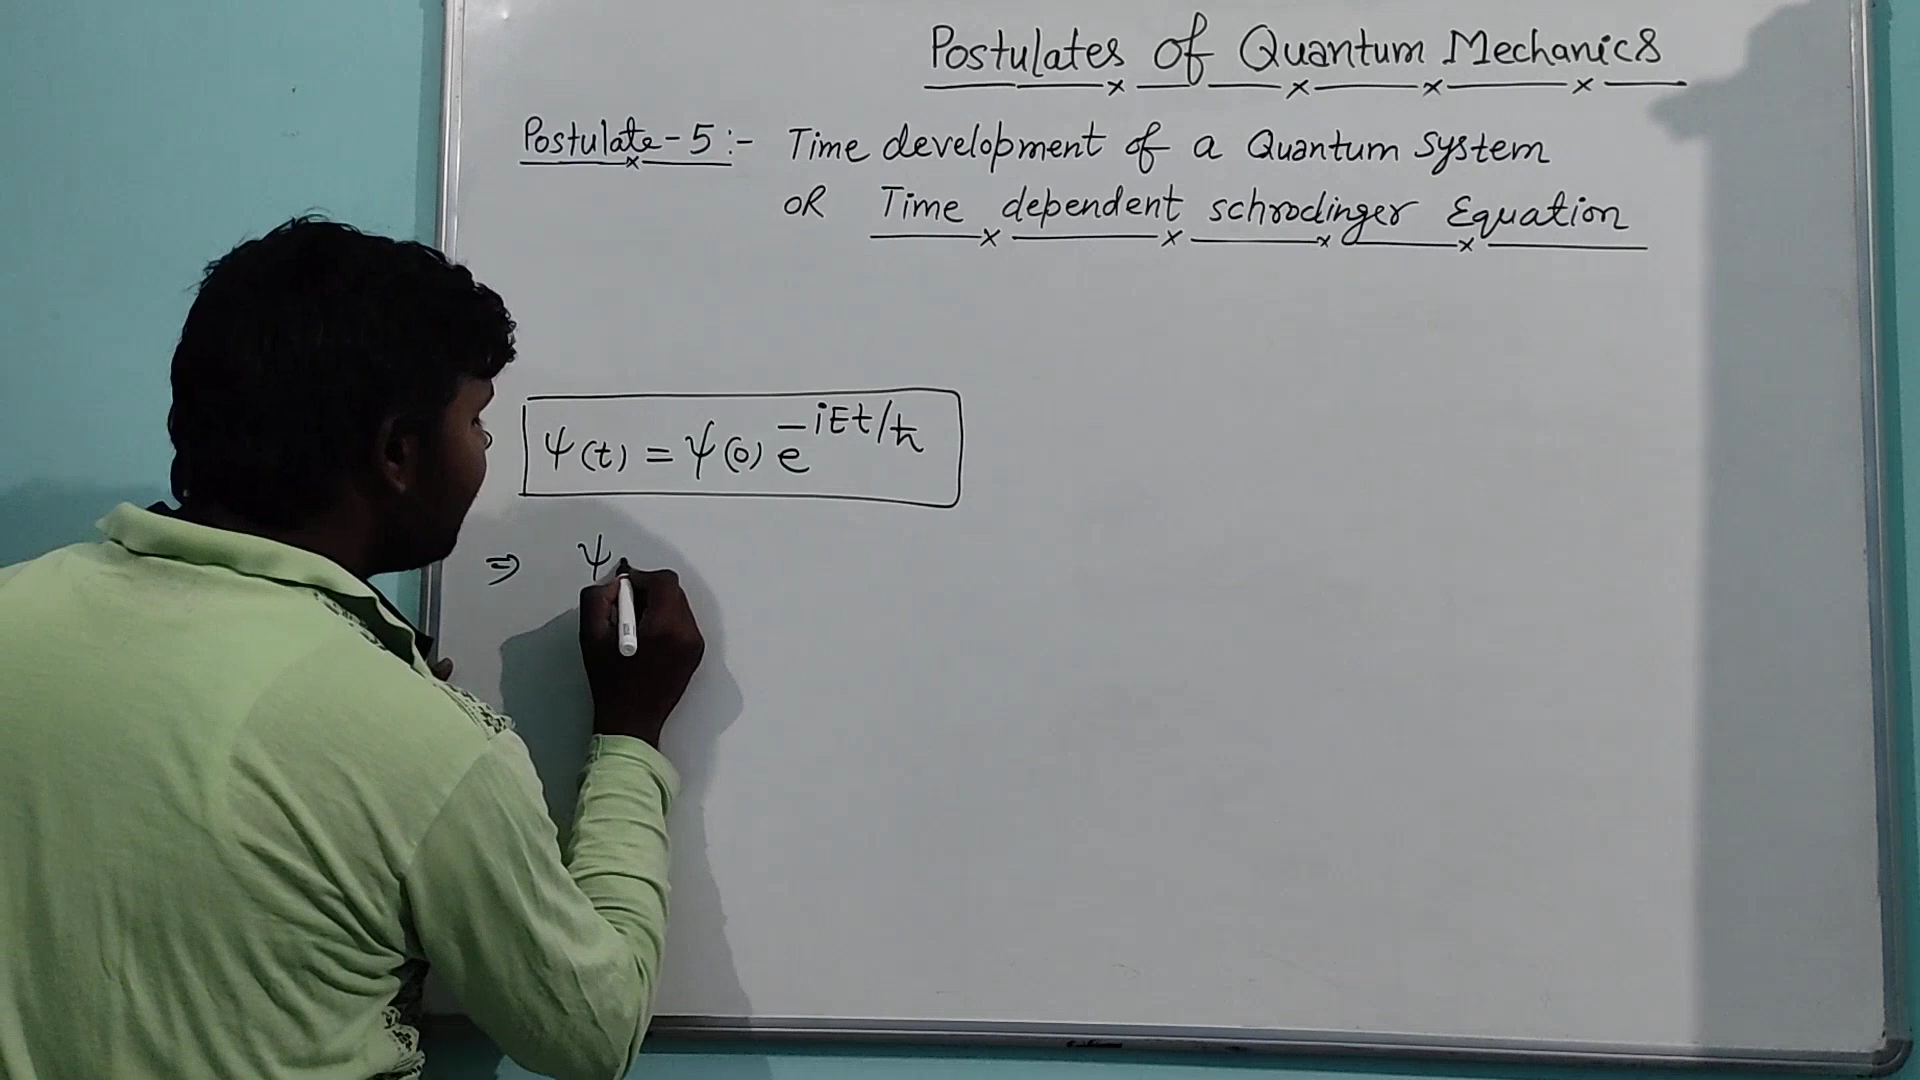 Postulates of Quantum Mechanics
Postulate-5:- Time development of a Quantum System
OR Time dependent schrodinger Equation
ψ(t) = ψ(0) e^-iEt/ħ
⇒ ψ